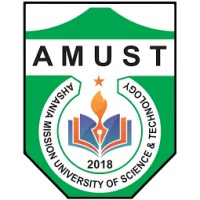 AMUST
AHSANIA MISSION UNIVERSITY OF SCIENCE & TECHNOLOGY
2018